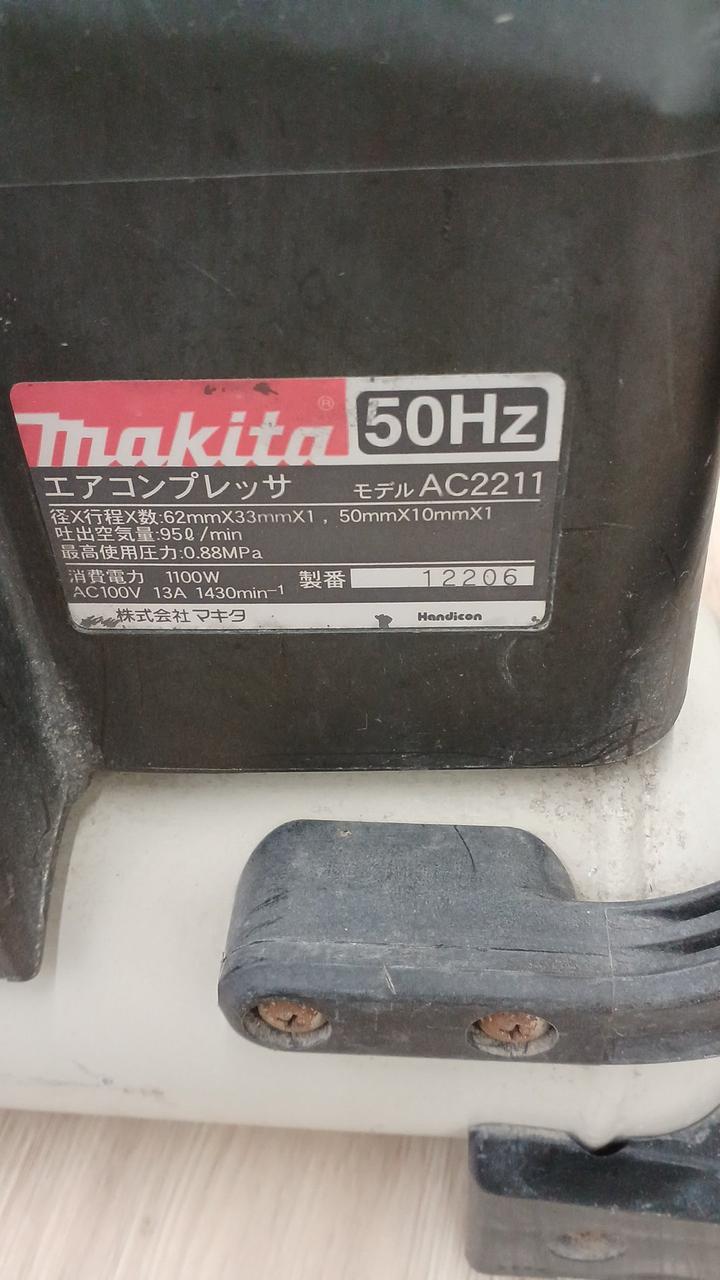 makita® 50Hz
エアコンプレッサ モデル AC2211
径X行程X数:62mmX33mmX1, 50mmX10mmX1
吐出空気量:95ℓ/min
最高使用圧力:0.88MPa
消費電力 1100W 製番 12206
AC100V 13A 1430min⁻¹
株式会社マキタ Handicon